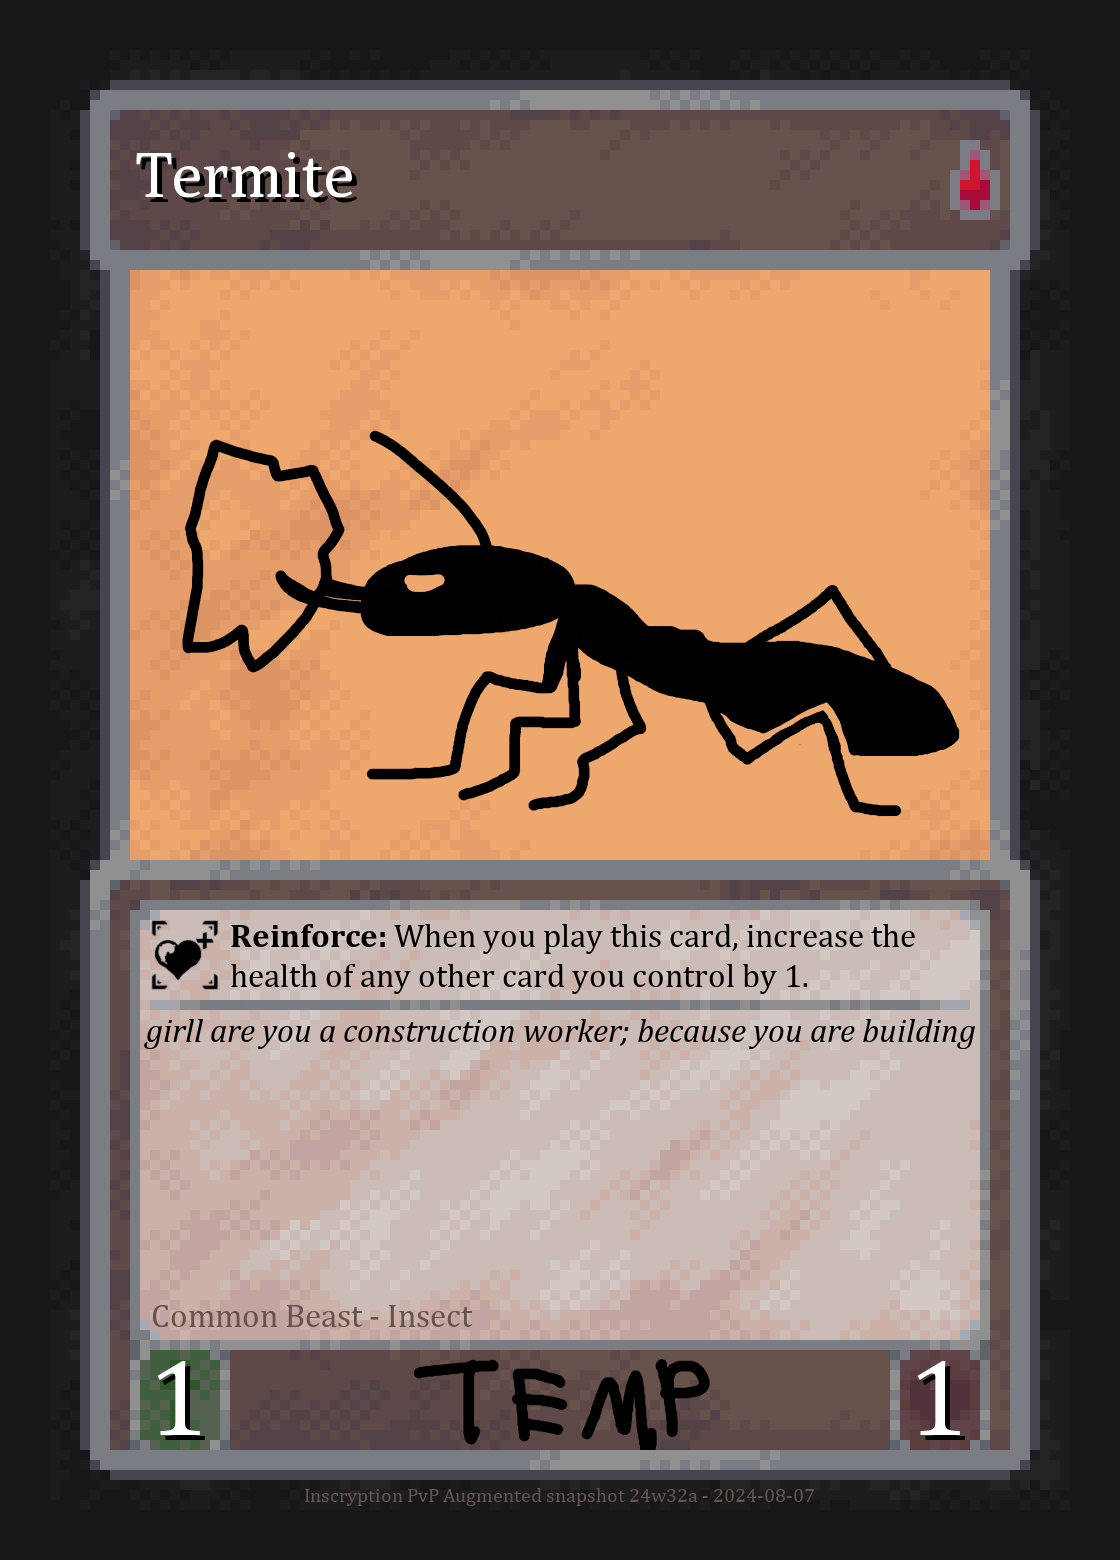 Termite
Reinforce: When you play this card, increase the
health of any other card you control by 1.
girll are you a construction worker; because you are building
Common Beast - Insect
1 TEMP 1
Inscryption PvP Augmented snapshot 24w32a - 2024-08-07